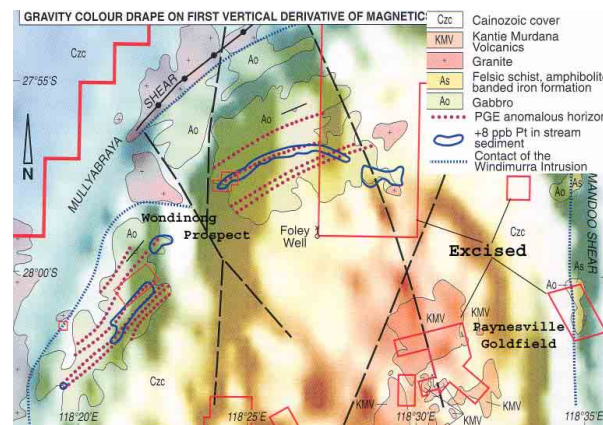 GRAVITY COLOUR DRAPE ON FIRST VERTICAL DERIVATIVE OF MAGNETICS
Czc Cainozoic cover
KMV Kantie Murdana
Volcanics
+ Granite
As Felsic schist, amphibolite
banded iron formation
Ao Gabbro
PGE anomalous horizon
+8 ppb Pt in stream
sediment
Contact of the
Windimurra Intrusion
Czc
27°55'S
N
MULLYABRAYA
SHEAR
Ao
Ao
Ao
Ao
MANDOO SHEAR
Wondinong
Prospect
Foley
Well
Czc
Excised
Ao
28°00'S
As
Ao
KMV
KMV
Paynesville
Goldfield
Czc
KMV
KMV
118°20'E
118°25'E
118°30'E
118°35'E